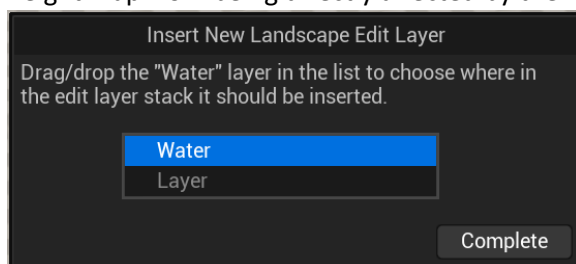 Insert New Landscape Edit Layer
Drag/drop the "Water" layer in the list to choose where in
the edit layer stack it should be inserted.
Water
Layer
Complete